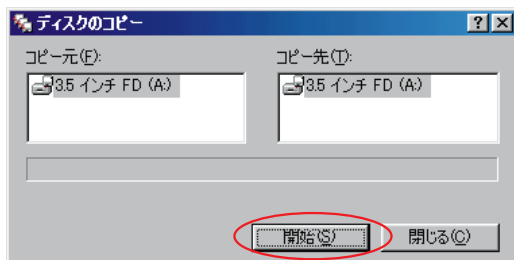 ディスクのコピー
コピー元(F):
コピー先(T):
3.5 インチ FD (A:)
3.5 インチ FD (A:)
開始(S)
閉じる(C)